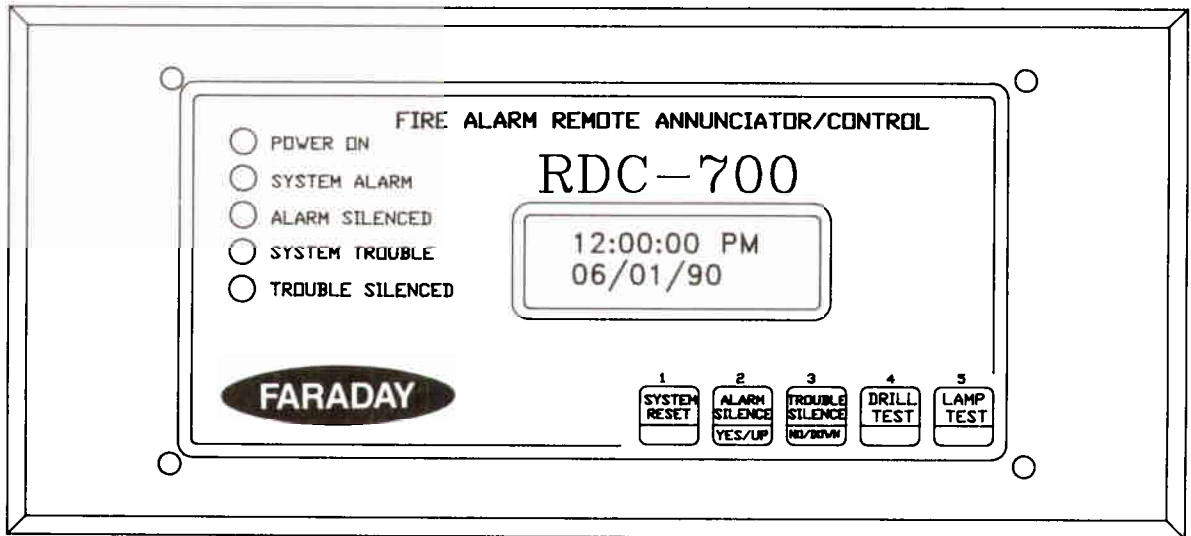 FIRE ALARM REMOTE ANNUNCIATOR/CONTROL
RDC-700
POWER ON
SYSTEM ALARM
ALARM SILENCED
SYSTEM TROUBLE
TROUBLE SILENCED
12:00:00 PM
06/01/90
FARADAY
1
SYSTEM
RESET
2
ALARM
SILENCE
YES/UP
3
TROUBLE
SILENCE
NO/DOWN
4
DRILL
TEST
5
LAMP
TEST